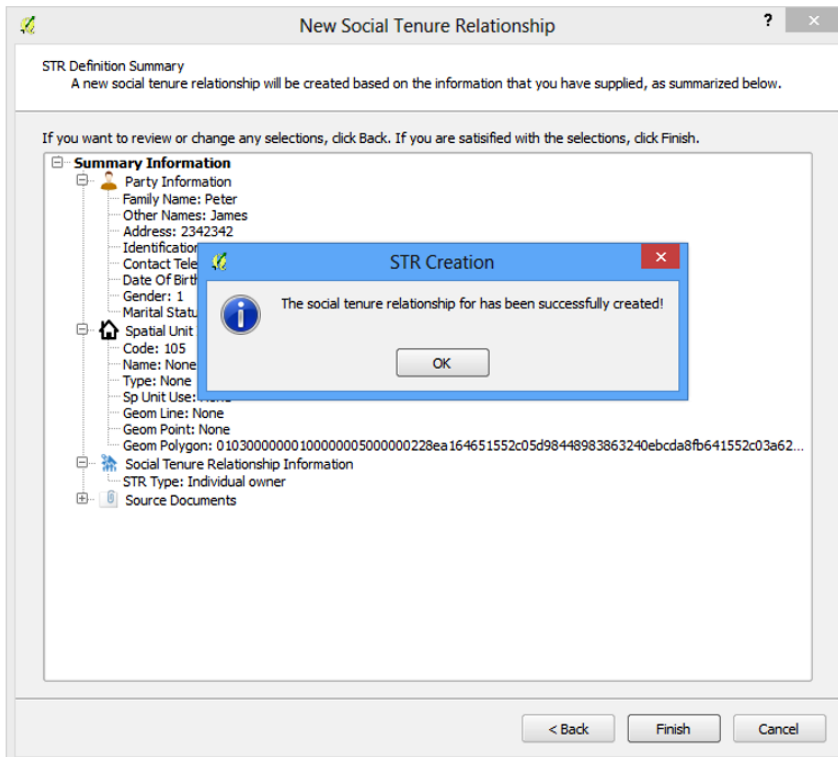 New Social Tenure Relationship
?
STR Definition Summary
A new social tenure relationship will be created based on the information that you have supplied, as summarized below.
If you want to review or change any selections, click Back. If you are satisified with the selections, click Finish.
Summary Information
Party Information
Family Name: Peter
Other Names: James
Address: 2342342
Identification
Contact Tele
Date Of Birth
Gender: 1
Marital Statu
Spatial Unit
Code: 105
Name: None
Type: None
Sp Unit Use: None
Geom Line: None
Geom Point: None
Geom Polygon: 01030000000100000005000000228ea164651552c05d98448983863240ebcda8fb641552c03a62...
Social Tenure Relationship Information
STR Type: Individual owner
Source Documents
STR Creation
The social tenure relationship for has been successfully created!
OK
< Back
Finish
Cancel